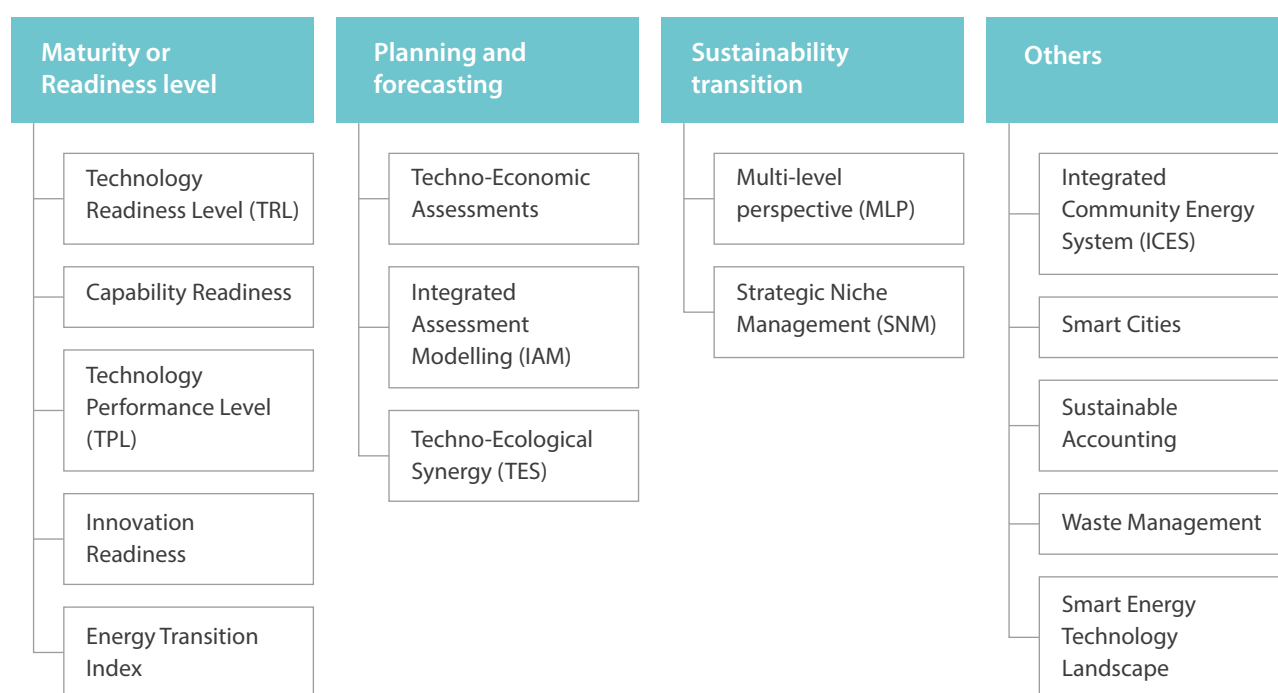 Maturity or
Readiness level
Technology
Readiness Level (TRL)
Capability Readiness
Technology
Performance Level
(TPL)
Innovation
Readiness
Energy Transition
Index
Planning and
forecasting
Techno-Economic
Assessments
Integrated
Assessment
Modelling (IAM)
Techno-Ecological
Synergy (TES)
Sustainability
transition
Multi-level
perspective (MLP)
Strategic Niche
Management (SNM)
Others
Integrated
Community Energy
System (ICES)
Smart Cities
Sustainable
Accounting
Waste Management
Smart Energy
Technology
Landscape